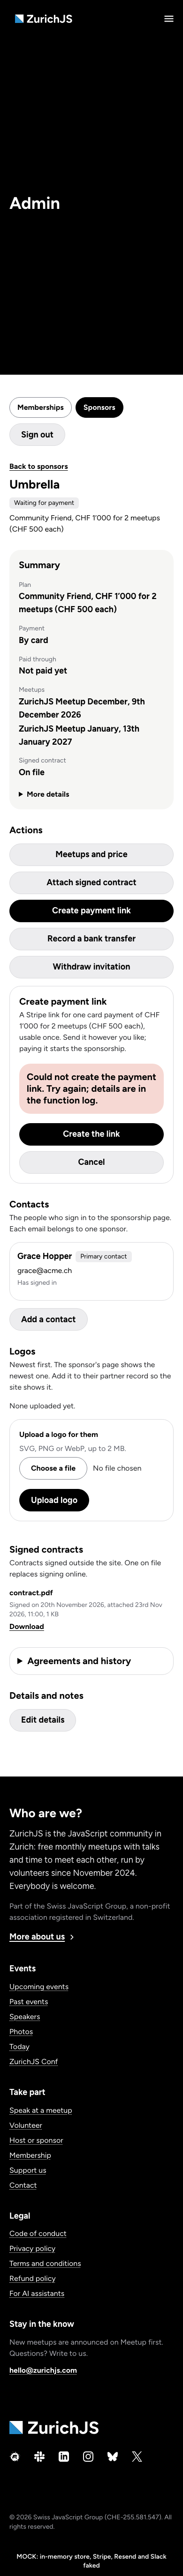 ZurichJS
Admin
Memberships
Sponsors
Sign out
Back to sponsors
Umbrella
Waiting for payment
Community Friend, CHF 1'000 for 2 meetups
(CHF 500 each)
Summary
Plan
Community Friend, CHF 1'000 for 2
meetups (CHF 500 each)
Payment
By card
Paid through
Not paid yet
Meetups
ZurichJS Meetup December, 9th
December 2026
ZurichJS Meetup January, 13th
January 2027
Signed contract
On file
More details
Actions
Meetups and price
Attach signed contract
Create payment link
Record a bank transfer
Withdraw invitation
Create payment link
A Stripe link for one card payment of CHF
1'000 for 2 meetups (CHF 500 each),
usable once. Send it however you like;
paying it starts the sponsorship.
Could not create the payment
link. Try again; details are in
the function log.
Create the link
Cancel
Contacts
The people who sign in to the sponsorship page.
Each email belongs to one sponsor.
Grace Hopper
Primary contact
grace@acme.ch
Has signed in
Add a contact
Logos
Newest first. The sponsor's page shows the
newest one. Add it to their partner record so the
site shows it.
None uploaded yet.
Upload a logo for them
SVG, PNG or WebP, up to 2 MB.
Choose a file
No file chosen
Upload logo
Signed contracts
Contracts signed outside the site. One on file
replaces signing online.
contract.pdf
Signed on 20th November 2026, attached 23rd Nov
2026, 11:00, 1 KB
Download
Agreements and history
Details and notes
Edit details
Who are we?
ZurichJS is the JavaScript community in
Zurich: free monthly meetups with talks
and time to meet each other, run by
volunteers since November 2024.
Everybody is welcome.
Part of the Swiss JavaScript Group, a non-profit
association registered in Switzerland.
More about us
Events
Upcoming events
Past events
Speakers
Photos
Today
ZurichJS Conf
Take part
Speak at a meetup
Volunteer
Host or sponsor
Membership
Support us
Contact
Legal
Code of conduct
Privacy policy
Terms and conditions
Refund policy
For AI assistants
Stay in the know
New meetups are announced on Meetup first.
Questions? Write to us.
hello@zurichjs.com
ZurichJS
© 2026 Swiss JavaScript Group (CHE-255.581.547). All
rights reserved.
MOCK: in-memory store, Stripe, Resend and Slack
faked